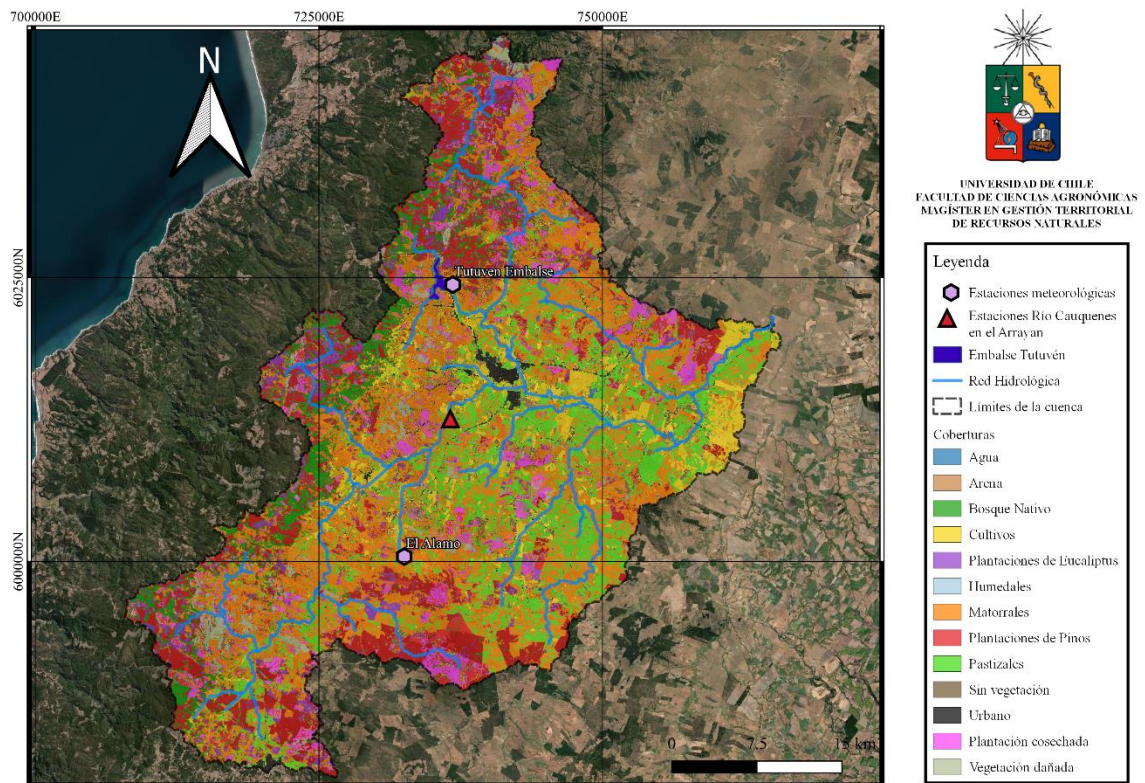 700000E
725000E
750000E
6025000N
6000000N
N
Tutuven Embalse
El Alamo
0
7.5
15 km
UNIVERSIDAD DE CHILE
FACULTAD DE CIENCIAS AGRONÓMICAS
MAGÍSTER EN GESTIÓN TERRITORIAL
DE RECURSOS NATURALES
Leyenda
Estaciones meteorológicas
Estaciones Río Cauquenes
en el Arrayan
Embalse Tutuvén
Red Hidrológica
Límites de la cuenca
Coberturas
Agua
Arena
Bosque Nativo
Cultivos
Plantaciones de Eucaliptus
Humedales
Matorrales
Plantaciones de Pinos
Pastizales
Sin vegetación
Urbano
Plantación cosechada
Vegetación dañada